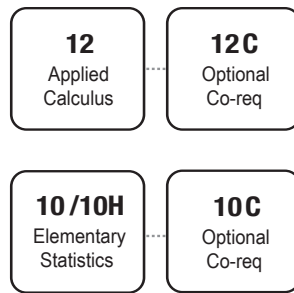 12
Applied
Calculus
12C
Optional
Co-req
10/10H
Elementary
Statistics
10C
Optional
Co-req